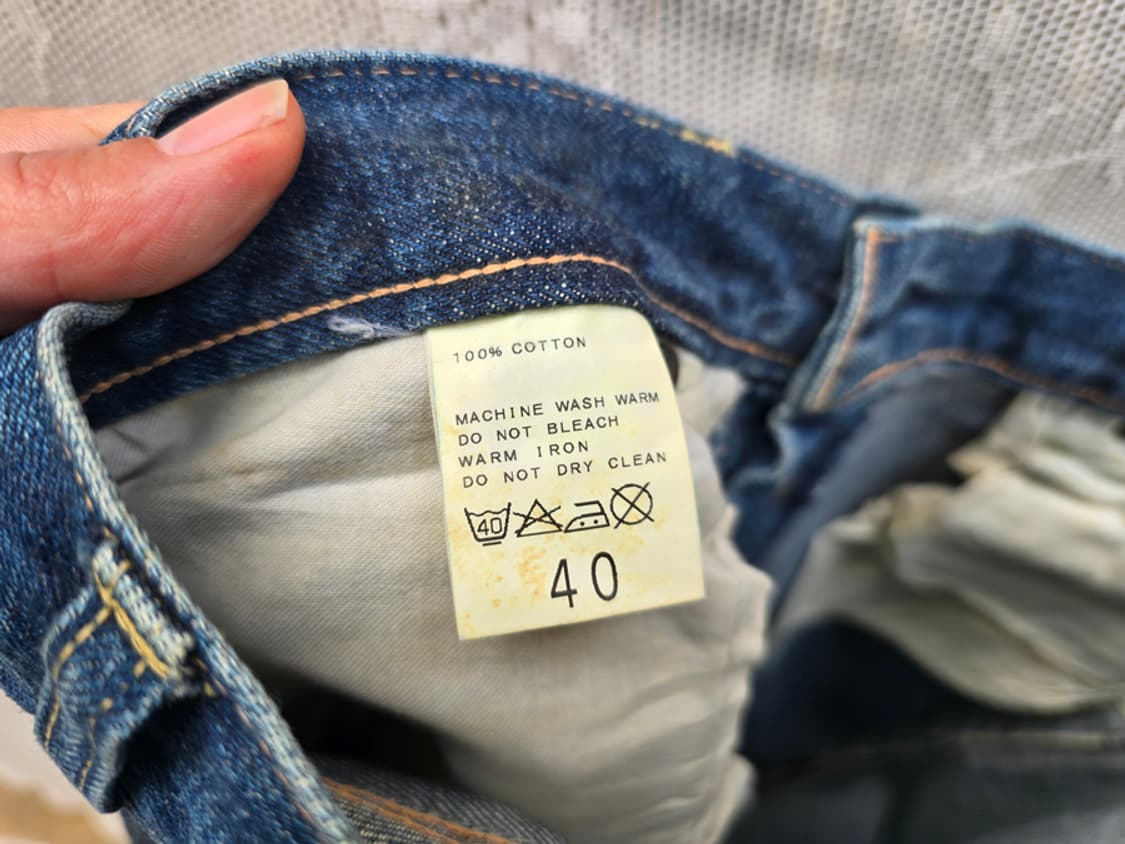 100% COTTON
MACHINE WASH WARM
DO NOT BLEACH
WARM IRON
DO NOT DRY CLEAN
40
40